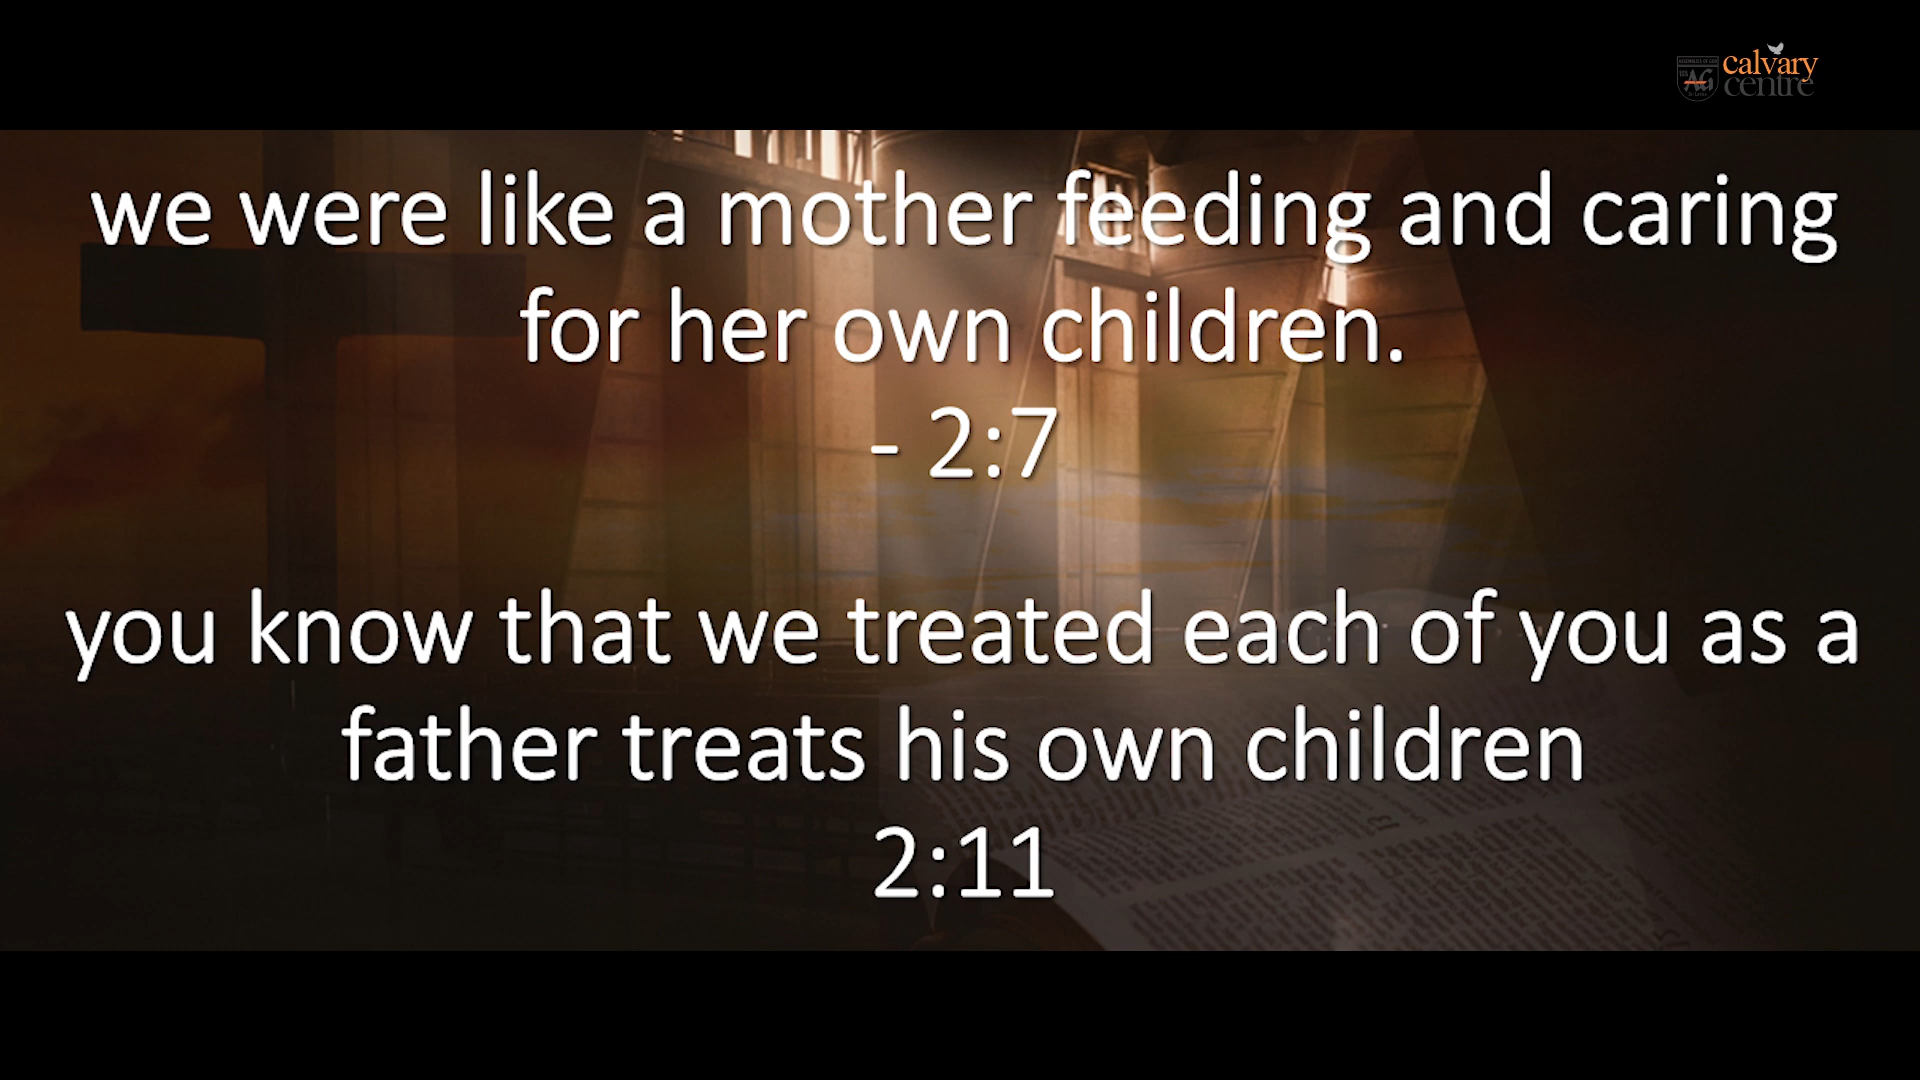 calvary
centre
AG
we were like a mother feeding and caring
for her own children.
- 2:7
you know that we treated each of you as a
father treats his own children
2:11